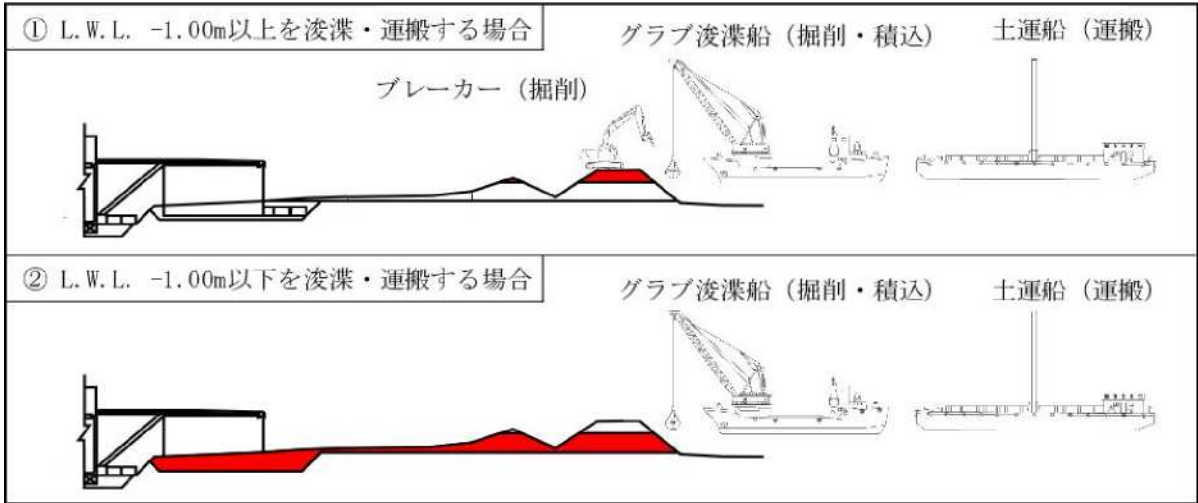 ① L.W.L. -1.00m以上を浚渫・運搬する場合
グラブ浚渫船（掘削・積込）
土運船（運搬）
ブレーカー（掘削）
② L.W.L. -1.00m以下を浚渫・運搬する場合
グラブ浚渫船（掘削・積込）
土運船（運搬）